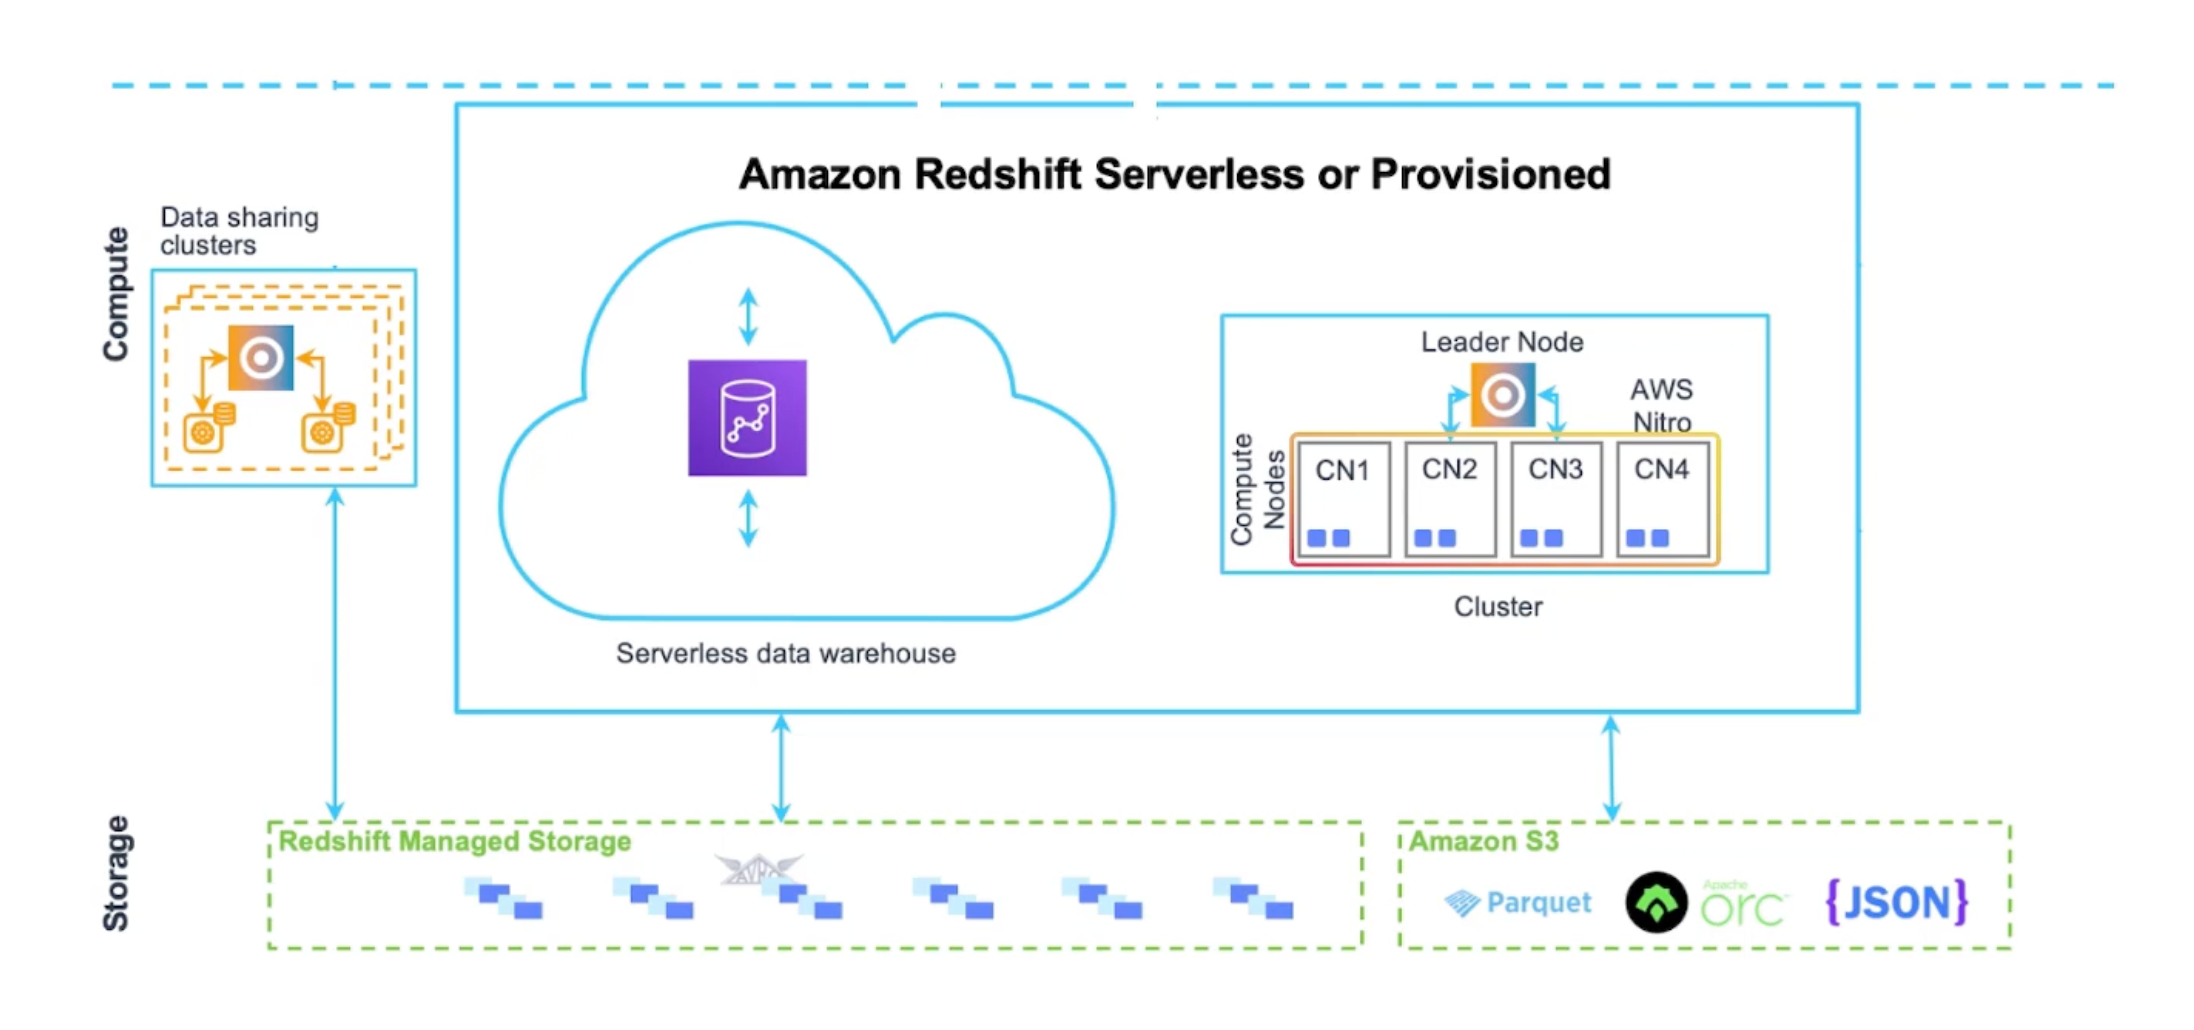 Amazon Redshift Serverless or Provisioned
Compute
Data sharing
clusters
Leader Node
AWS
Nitro
Compute
Nodes
CN1
CN2
CN3
CN4
Cluster
Serverless data warehouse
Storage
Redshift Managed Storage
AVRO
Amazon S3
Parquet
Apache
orc
{JSON}